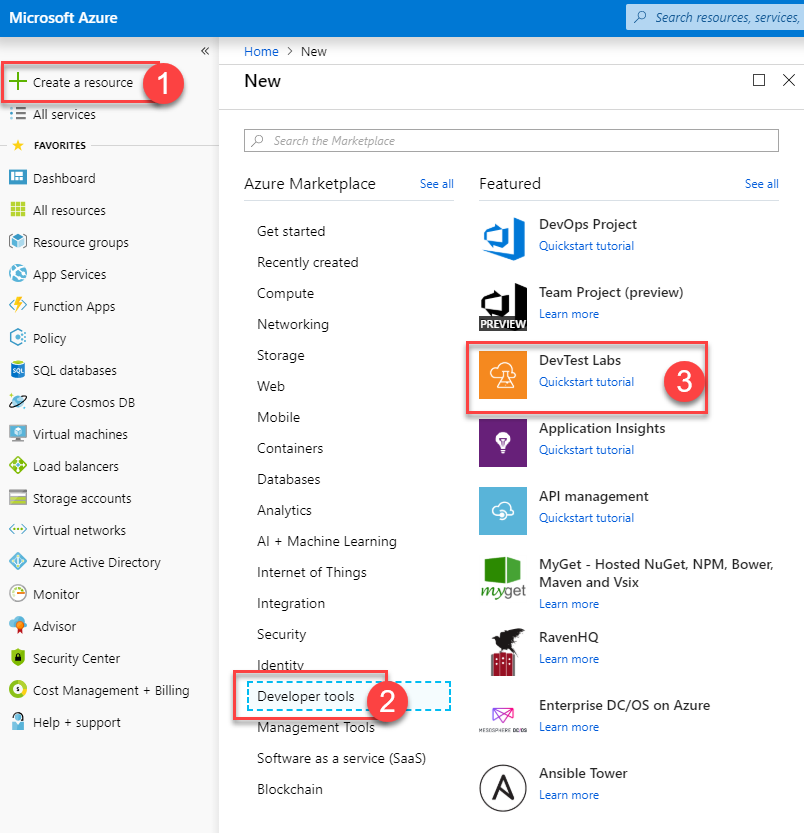 Microsoft Azure
Search resources, services,
«
Create a resource
1
All services
FAVORITES
Dashboard
All resources
Resource groups
App Services
Function Apps
Policy
SQL databases
Azure Cosmos DB
Virtual machines
Load balancers
Storage accounts
Virtual networks
Azure Active Directory
Monitor
Advisor
Security Center
Cost Management + Billing
Help + support
Home > New
New
Search the Marketplace
Azure Marketplace See all
Get started
Recently created
Compute
Networking
Storage
Web
Mobile
Containers
Databases
Analytics
AI + Machine Learning
Internet of Things
Integration
Security
Identity
Developer tools
2
Management Tools
Software as a service (SaaS)
Blockchain
Featured See all
DevOps Project
Quickstart tutorial
PREVIEW
Team Project (preview)
Learn more
DevTest Labs
Quickstart tutorial
3
Application Insights
Quickstart tutorial
API management
Quickstart tutorial
myget
MyGet - Hosted NuGet, NPM, Bower,
Maven and Vsix
Learn more
RavenHQ
Learn more
MESOSPHERE DC/OS
Enterprise DC/OS on Azure
Learn more
Ansible Tower
Learn more